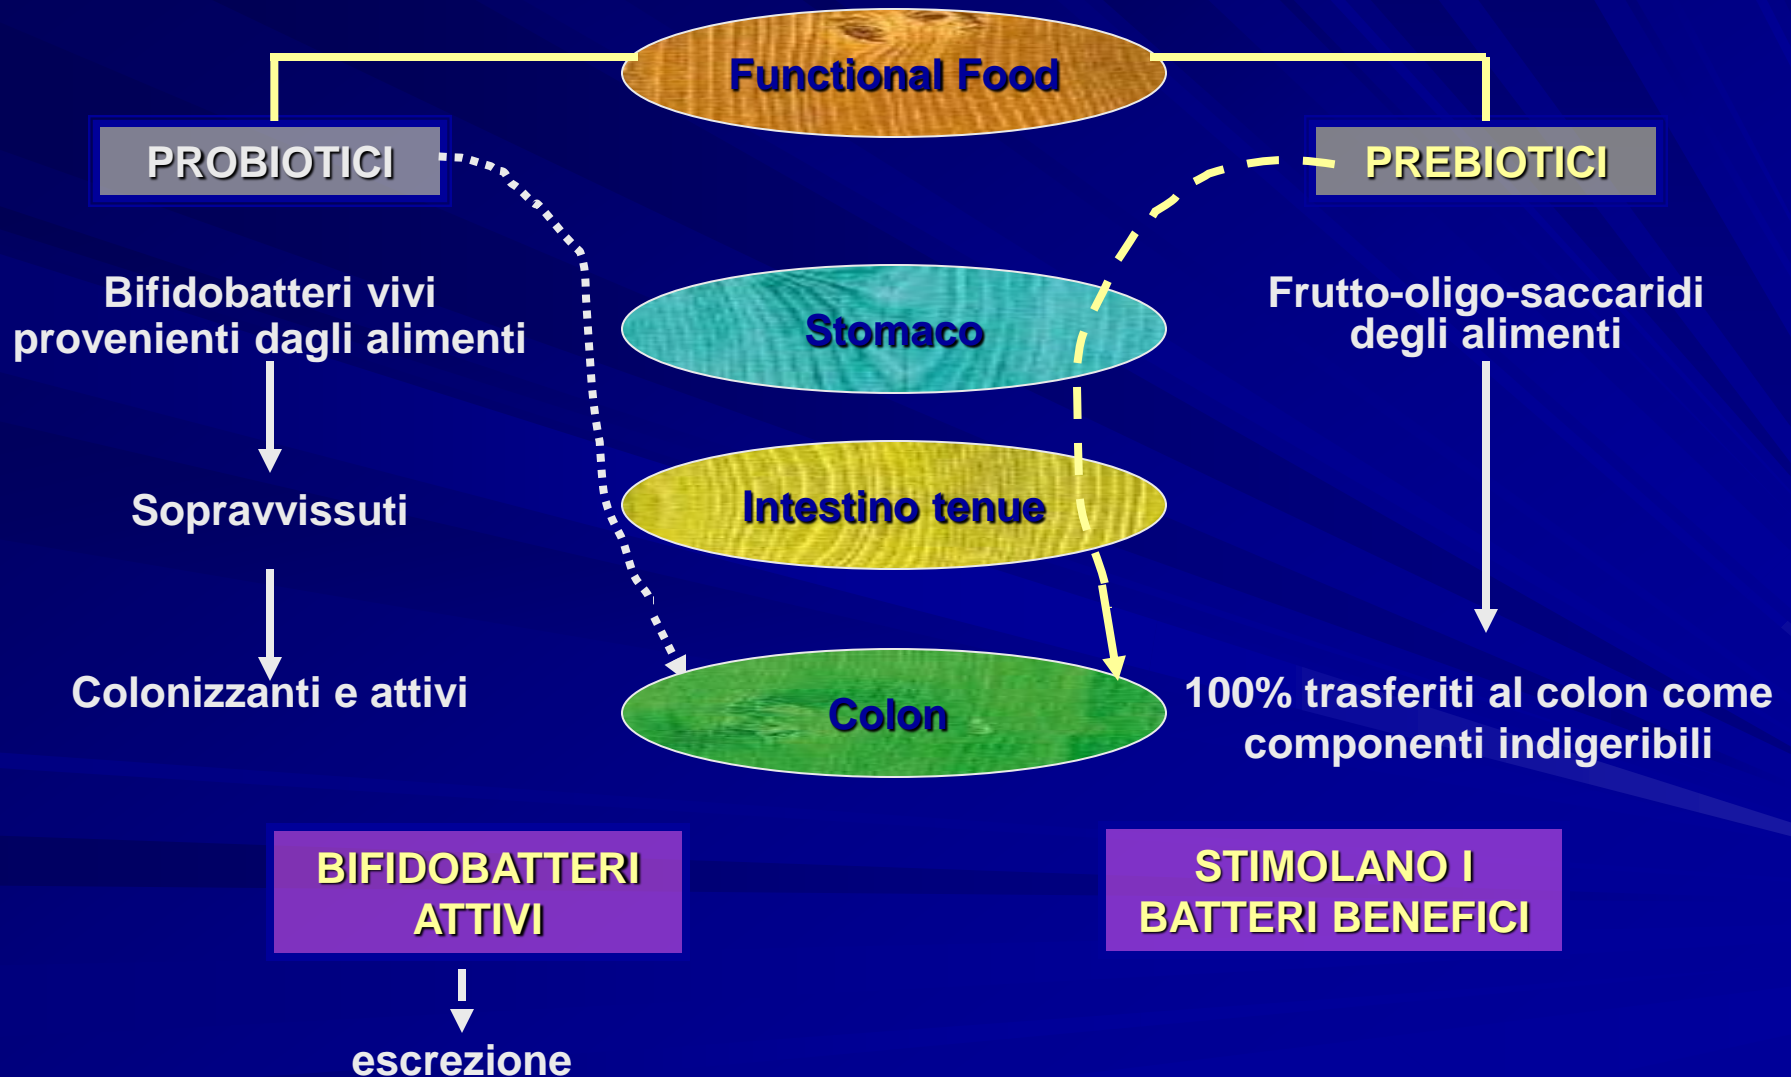 Functional Food
PROBIOTICI
PREBIOTICI
Bifidobatteri vivi
provenienti dagli alimenti
Stomaco
Frutto-oligo-saccaridi
degli alimenti
Sopravvissuti
Intestino tenue
Colonizzanti e attivi
Colon
100% trasferiti al colon come
componenti indigeribili
BIFIDOBATTERI
ATTIVI
STIMOLANO I
BATTERI BENEFICI
escrezione